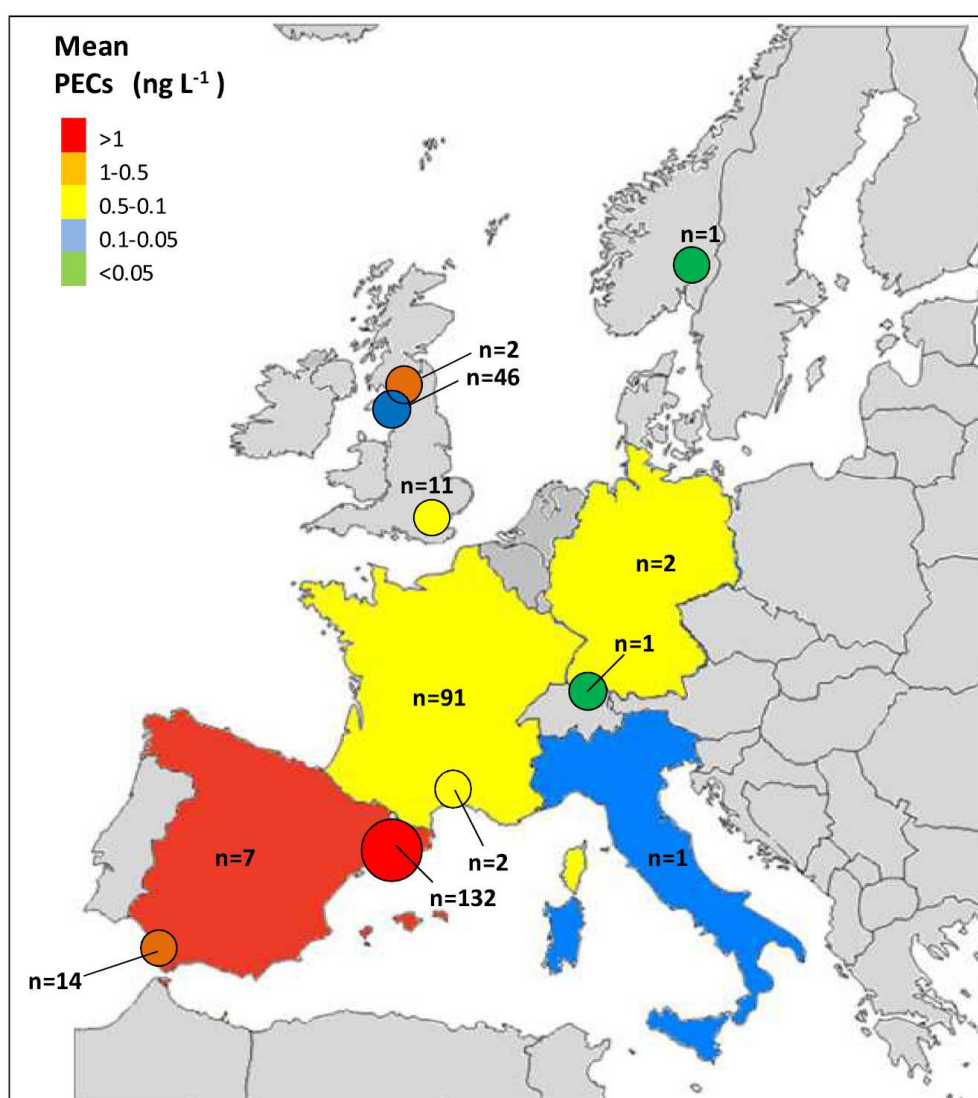 Mean
PECs (ng L⁻¹ )
>1
1-0.5
0.5-0.1
0.1-0.05
<0.05
n=1
n=2
n=46
n=11
n=2
n=1
n=91
n=7
n=2
n=1
n=132
n=14